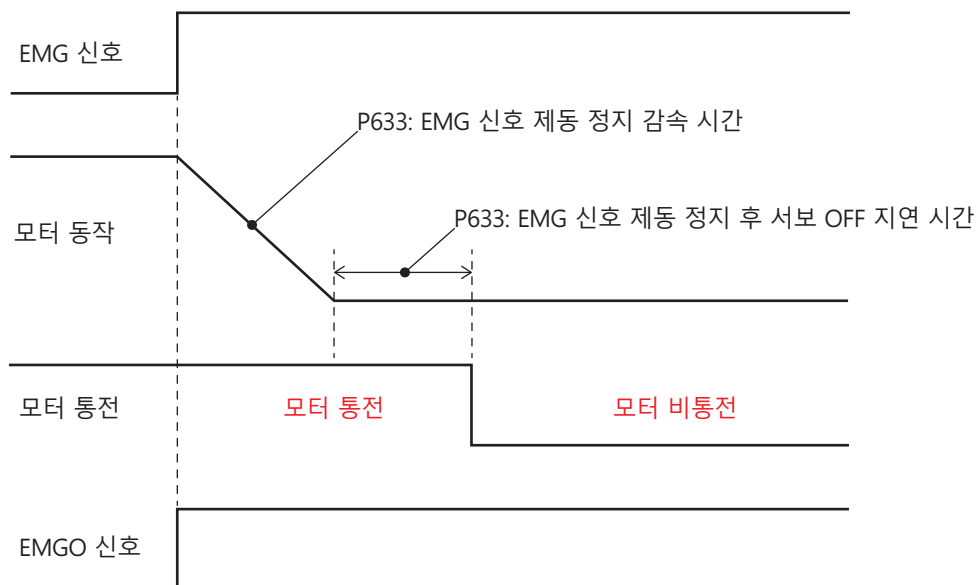 EMG 신호
P633: EMG 신호 제동 정지 감속 시간
P633: EMG 신호 제동 정지 후 서보 OFF 지연 시간
모터 동작
모터 통전
모터 통전
모터 비통전
EMGO 신호